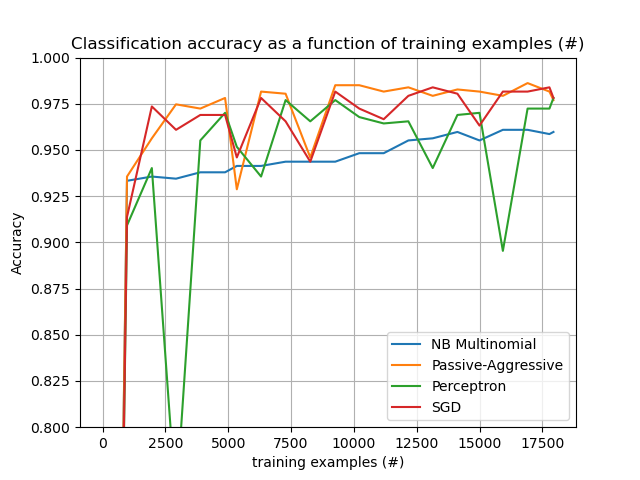 Classification accuracy as a function of training examples (#)
1.000
0.975
0.950
0.925
0.900
0.875
0.850
0.825
0.800
Accuracy
NB Multinomial
Passive-Aggressive
Perceptron
SGD
0 2500 5000 7500 10000 12500 15000 17500
training examples (#)